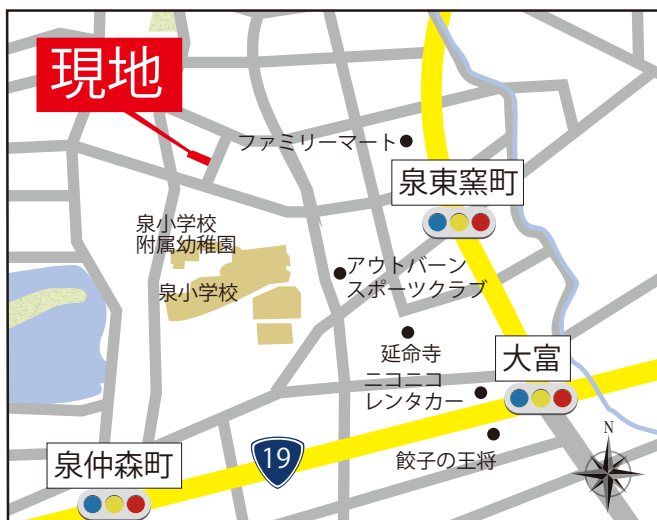 現地
ファミリーマート
泉東窯町
泉小学校
附属幼稚園
泉小学校
アウトバーン
スポーツクラブ
延命寺
大富
ニコニコ
レンタカー
餃子の王将
泉仲森町
19
N